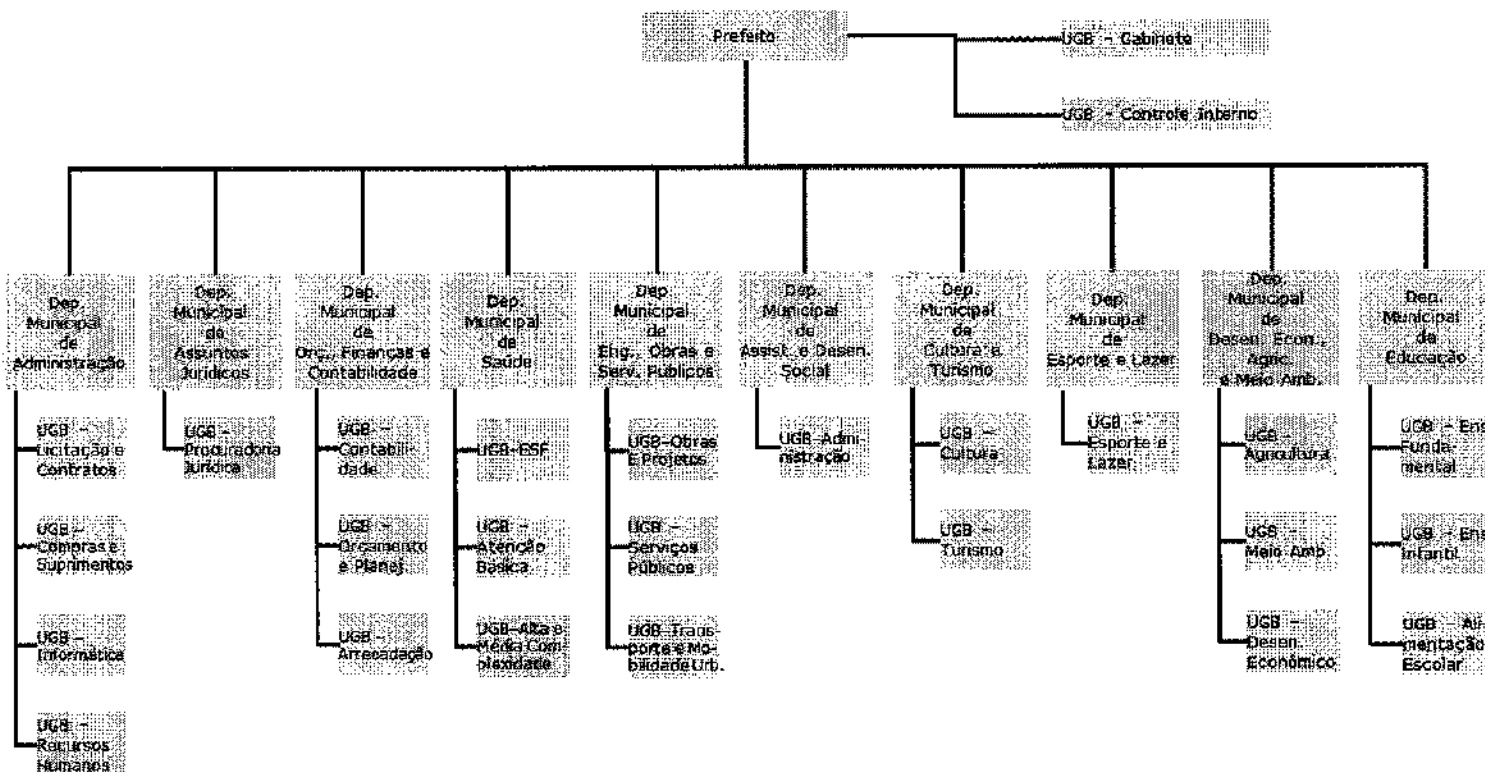 Prefeito
UGB - Gabinete
UGB - Controle Interno
Dep.
Municipal
de
Administração
Dep.
Municipal
de
Assuntos
Jurídicos
Dep.
Municipal
de
Orç., Finanças e
Contabilidade
Dep.
Municipal
de
Saúde
Dep.
Municipal
de
Eng., Obras e
Serv. Públicos
Dep.
Municipal
de
Assist. e Desen.
Social
Dep.
Municipal
de
Cultura e
Turismo
Dep.
Municipal
de
Esporte e Lazer
Dep.
Municipal
de
Desen. Econ.,
Agric.
e Meio Amb.
Dep.
Municipal
de
Educação
UGB –
Licitação e
Contratos
UGB –
Compras e
Suprimentos
UGB –
Informática
UGB –
Recursos
Humanos
UGB –
Procuradoria
Jurídica
UGB –
Contabili-
dade
UGB –
Orçamento
e Planej.
UGB –
Arrecadação
UGB-ESF
UGB –
Atenção
Básica
UGB-Alta e
Média Com
plexidade
UGB-Obras
E Projetos
UGB –
Serviços
Públicos
UGB-Trans-
porte e Mo-
bilidade Urb.
UGB-Admi-
nistração
UGB –
Cultura
UGB –
Turismo
UGB –
Esporte e
Lazer
UGB –
Agricultura
UGB –
Meio Amb
UGB –
Desen
Econômico
UGB – Ens
Funda-
mental
UGB – Ens
Infantil
UGB – Ali-
mentação
Escolar